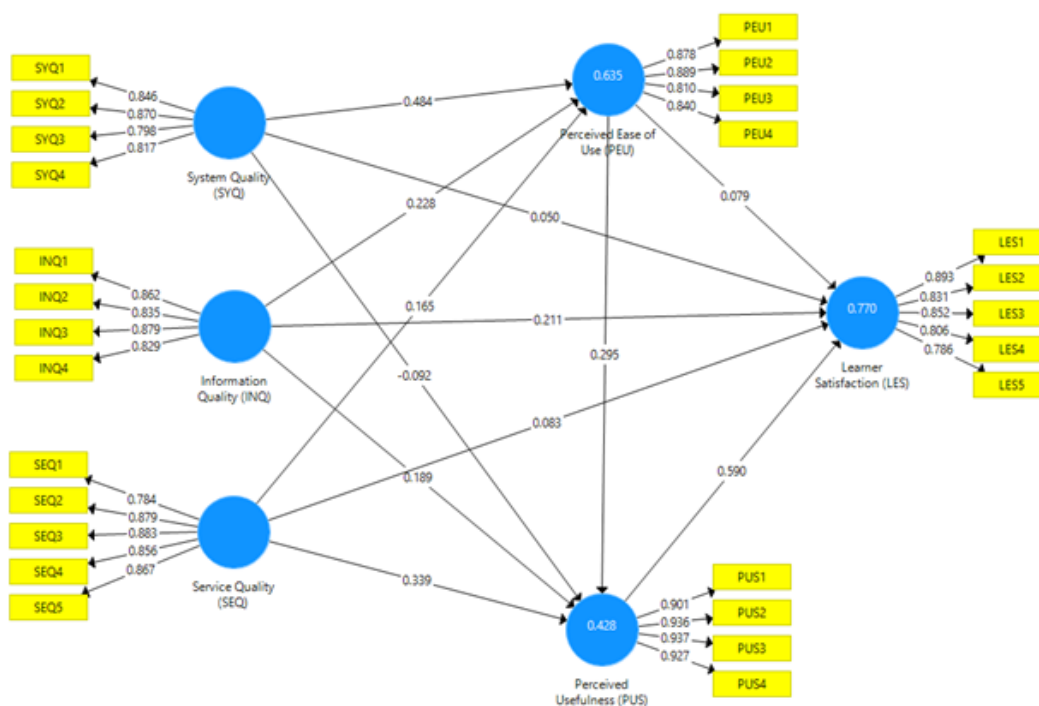 SYQ1
SYQ2
SYQ3
SYQ4
0.846
0.870
0.798
0.817
System Quality
(SYQ)
INQ1
INQ2
INQ3
INQ4
0.862
0.835
0.879
0.829
Information
Quality (INQ)
SEQ1
SEQ2
SEQ3
SEQ4
SEQ5
0.784
0.879
0.883
0.856
0.867
Service Quality
(SEQ)
0.484
0.228
0.165
0.050
-0.092
0.211
0.189
0.083
0.339
0.635
Perceived Ease of
Use (PEU)
0.878
0.889
0.810
0.840
PEU1
PEU2
PEU3
PEU4
0.079
0.295
0.590
0.770
Learner
Satisfaction (LES)
0.893
0.831
0.852
0.806
0.786
LES1
LES2
LES3
LES4
LES5
0.428
Perceived
Usefulness (PUS)
0.901
0.936
0.937
0.927
PUS1
PUS2
PUS3
PUS4